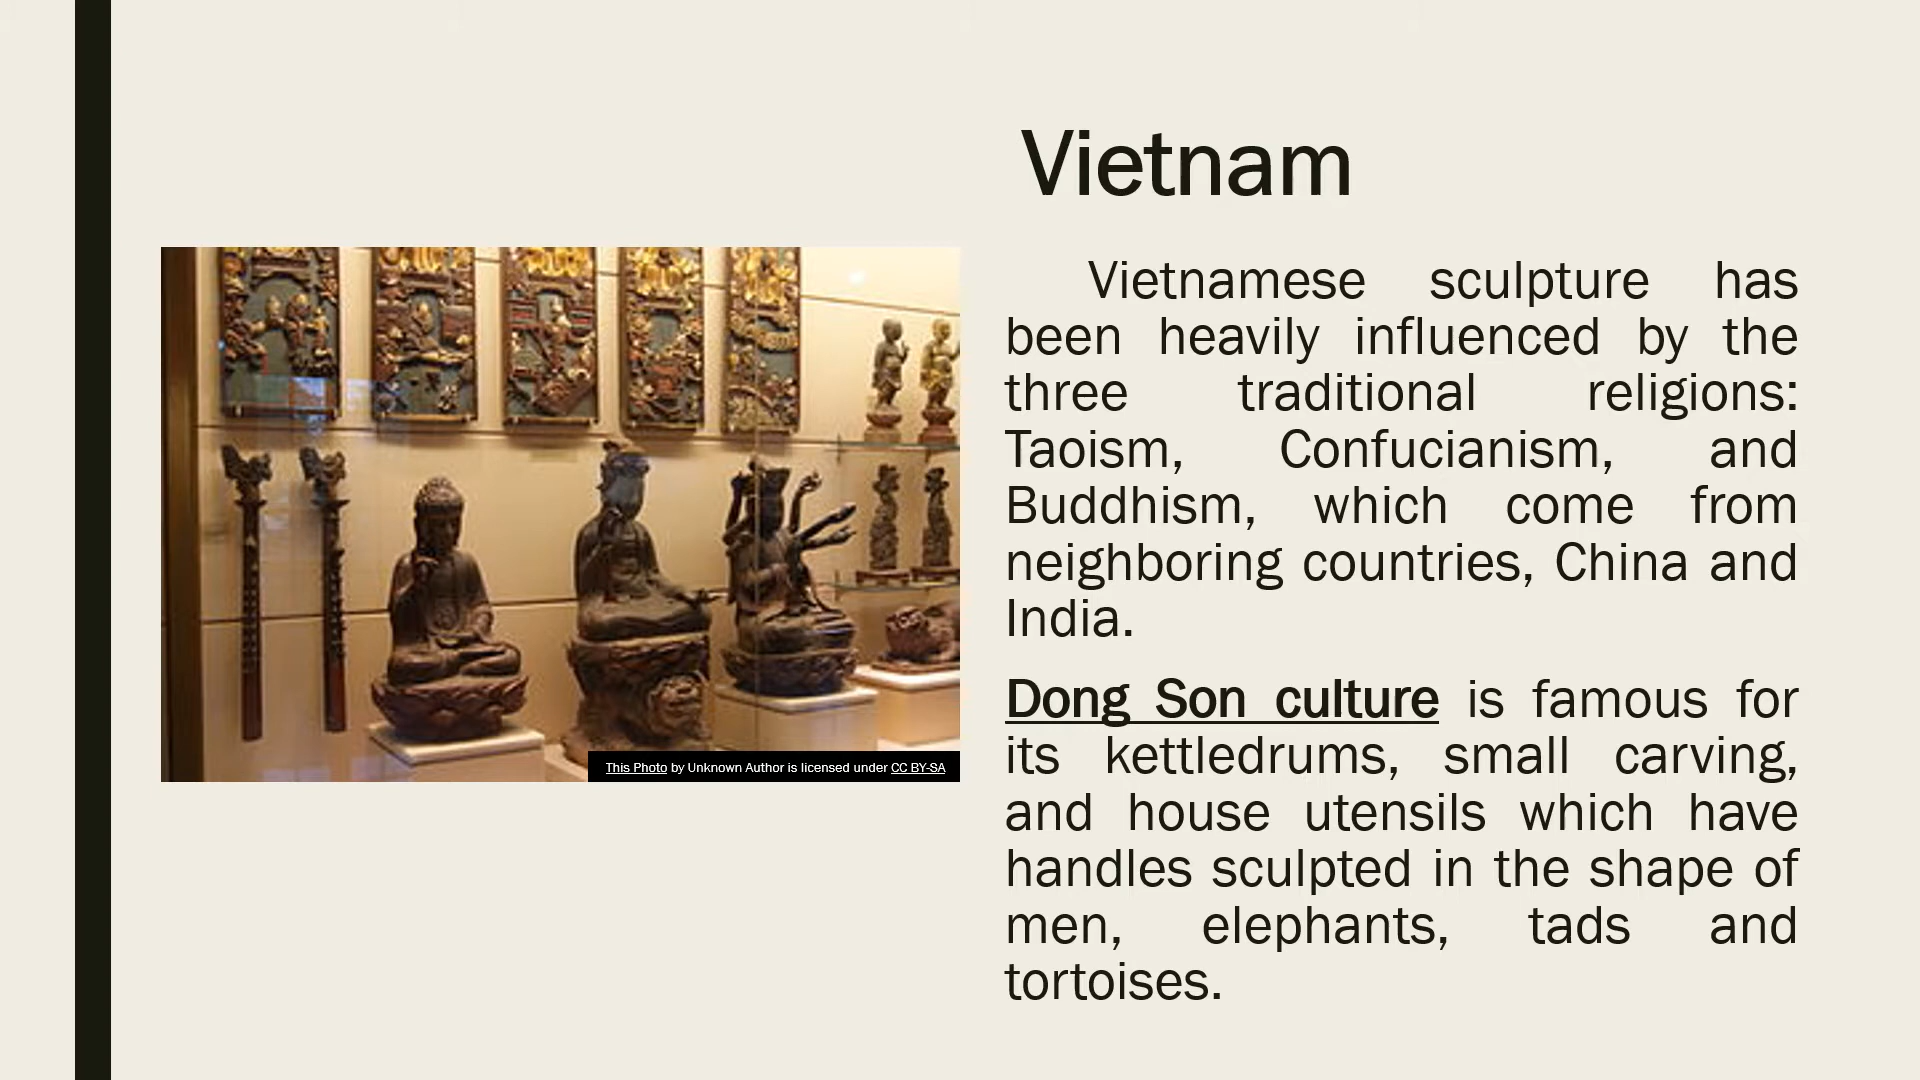 Vietnam
Vietnamese sculpture has
been heavily influenced by the
three traditional religions:
Taoism, Confucianism, and
Buddhism, which come from
neighboring countries, China and
India.
Dong Son culture is famous for
its kettledrums, small carving,
and house utensils which have
handles sculpted in the shape of
men, elephants, tads and
tortoises.
This Photo by Unknown Author is licensed under CC BY-SA